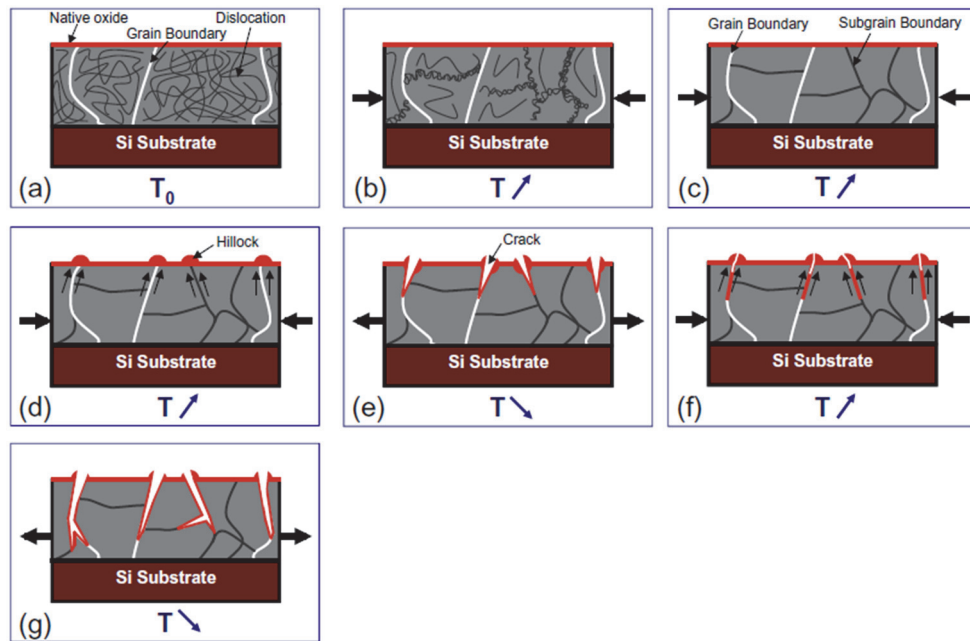 Native oxide
Dislocation
Grain Boundary
Si Substrate
(a)
T0
Si Substrate
(b)
T
Grain Boundary
Subgrain Boundary
Si Substrate
(c)
T
Hillock
Si Substrate
(d)
T
Crack
Si Substrate
(e)
T
Si Substrate
(f)
T
Si Substrate
(g)
T